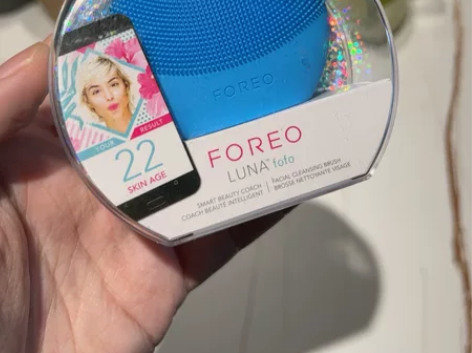 FOREO
YOUR RESULT
22
SKIN AGE
FOREO
LUNA™ fofo
SMART BEAUTY COACH | FACIAL CLEANSING BRUSH
COACH BEAUTÉ INTELLIGENT | BROSSE NETTOYANTE VISAGE